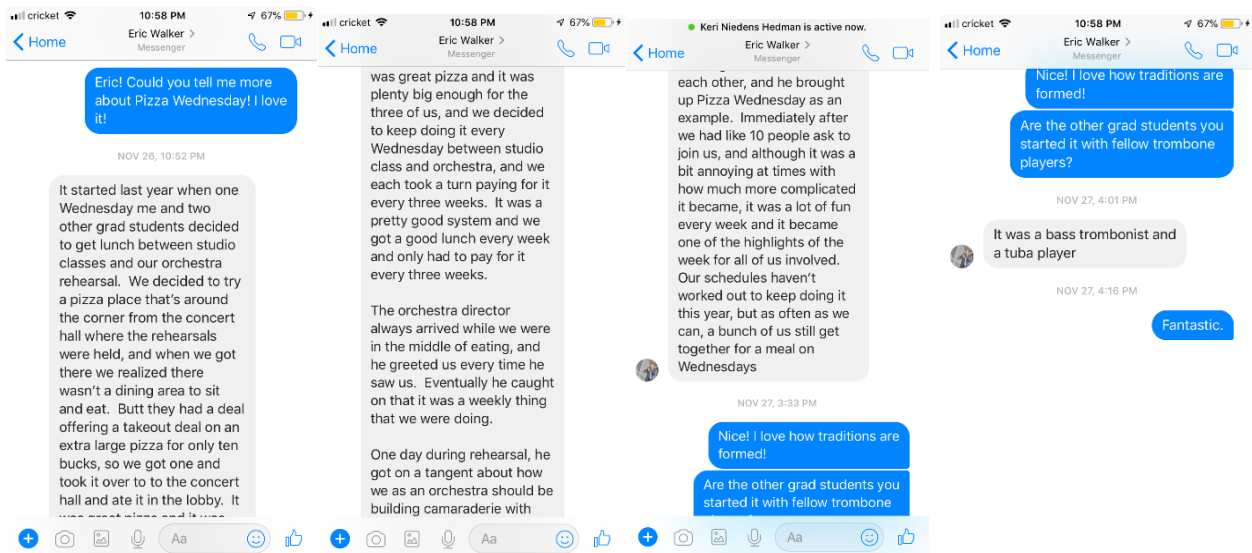 cricket 10:58 PM 67%
Home Eric Walker >
Messenger
Eric! Could you tell me more
about Pizza Wednesday! I love
it!
NOV 26, 10:52 PM
It started last year when one
Wednesday me and two
other grad students decided
to get lunch between studio
classes and our orchestra
rehearsal. We decided to try
a pizza place that's around
the corner from the concert
hall where the rehearsals
were held, and when we got
there we realized there
wasn't a dining area to sit
and eat. Butt they had a deal
offering a takeout deal on an
extra large pizza for only ten
bucks, so we got one and
took it over to to the concert
hall and ate it in the lobby. It
was great pizza and it was
Aa
cricket 10:58 PM 67%
Home Eric Walker >
Messenger
was great pizza and it was
plenty big enough for the
three of us, and we decided
to keep doing it every
Wednesday between studio
class and orchestra, and we
each took a turn paying for it
every three weeks. It was a
pretty good system and we
got a good lunch every week
and only had to pay for it
every three weeks.
The orchestra director
always arrived while we were
in the middle of eating, and
he greeted us every time he
saw us. Eventually he caught
on that it was a weekly thing
that we were doing.
One day during rehearsal, he
got on a tangent about how
we as an orchestra should be
building camaraderie with
Aa
Keri Niedens Hedman is active now.
Home Eric Walker >
Messenger
each other, and he brought
up Pizza Wednesday as an
example. Immediately after
we had like 10 people ask to
join us, and although it was a
bit annoying at times with
how much more complicated
it became, it was a lot of fun
every week and it became
one of the highlights of the
week for all of us involved.
Our schedules haven't
worked out to keep doing it
this year, but as often as we
can, a bunch of us still get
together for a meal on
Wednesdays
NOV 27, 3:33 PM
Nice! I love how traditions are
formed!
Are the other grad students you
started it with fellow trombone
Aa
cricket 10:58 PM 67%
Home Eric Walker >
Messenger
Nice! I love how traditions are
formed!
Are the other grad students you
started it with fellow trombone
players?
NOV 27, 4:01 PM
It was a bass trombonist and
a tuba player
NOV 27, 4:16 PM
Fantastic.